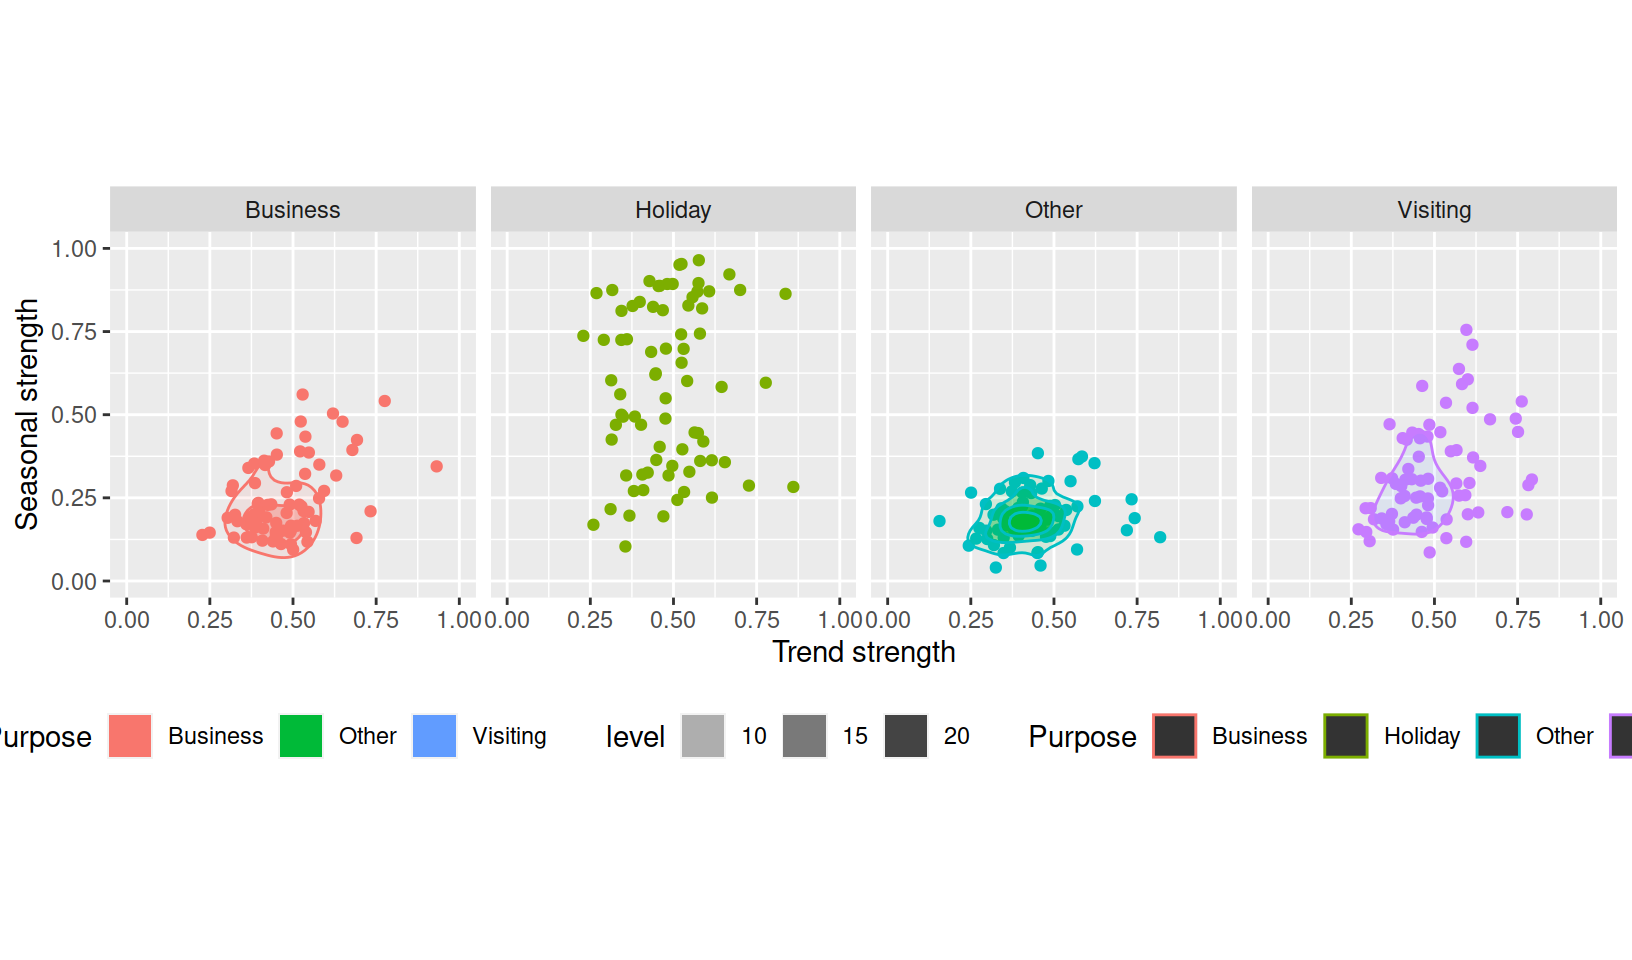 Business Holiday Other Visiting
Seasonal strength
1.00
0.75
0.50
0.25
0.00
0.00 0.25 0.50 0.75 1.00 0.00 0.25 0.50 0.75 1.00 0.00 0.25 0.50 0.75 1.00 0.00 0.25 0.50 0.75 1.00
Trend strength
urpose Business Other Visiting level 10 15 20 Purpose Business Holiday Other